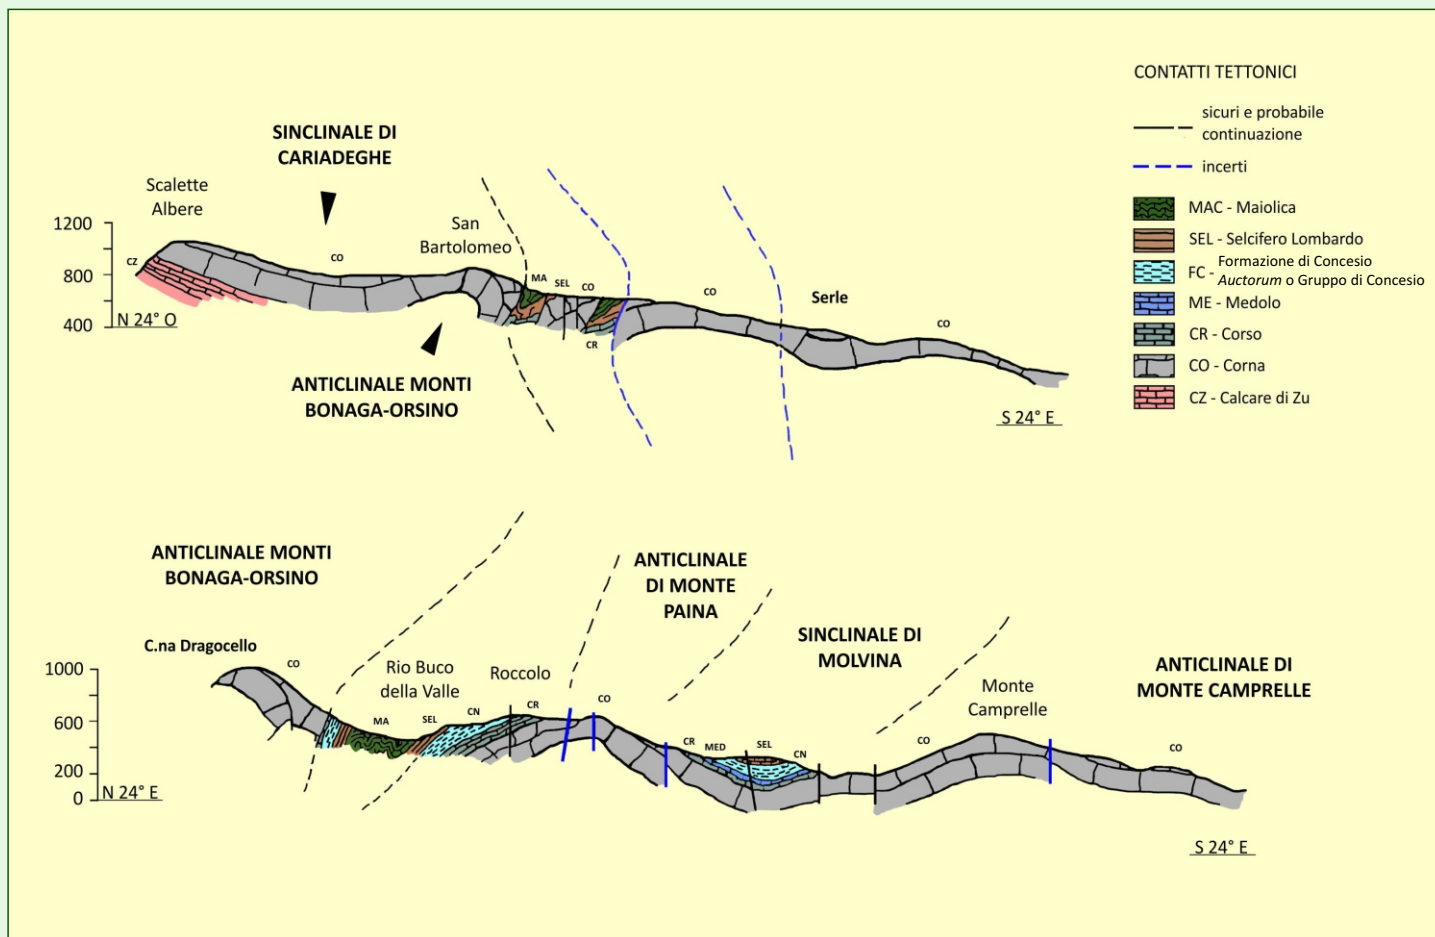 CONTATTI TETTONICI
sicuri e probabile
continuazione
incerti
MAC - Maiolica
SEL - Selcifero Lombardo
FC - Formazione di Concesio
Auctorum o Gruppo di Concesio
ME - Medolo
CR - Corso
CO - Corna
CZ - Calcare di Zu
SINCLINALE DI
CARIADEGHE
Scalette
Albere
San
Bartolomeo
1200
800
400
N 24° O
CZ
CO
MA
SEL
CO
CR
CO
Serle
CO
S 24° E
ANTICLINALE MONTI
BONAGA-ORSINO
ANTICLINALE MONTI
BONAGA-ORSINO
ANTICLINALE
DI MONTE
PAINA
SINCLINALE DI
MOLVINA
ANTICLINALE DI
MONTE CAMPRELLE
C.na Dragocello
Rio Buco
della Valle
Roccolo
Monte
Camprelle
1000
600
200
0
N 24° E
CO
MA
SEL
CN
CR
CO
CR
MED
SEL
CN
CO
CO
S 24° E